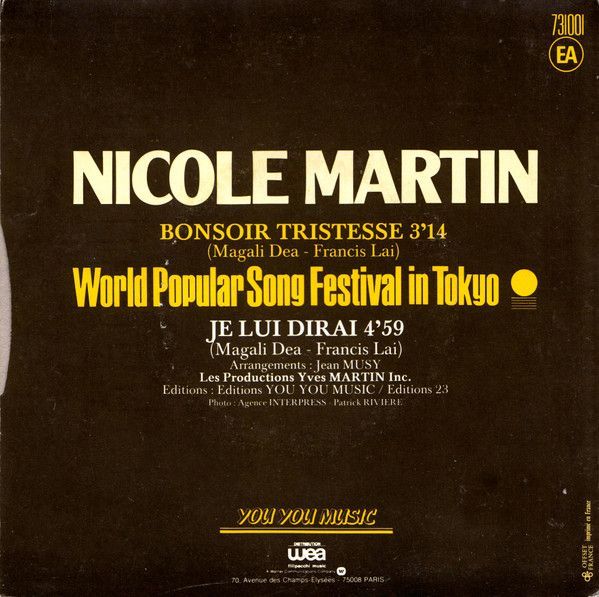 731001
EA
NICOLE MARTIN
BONSOIR TRISTESSE 3'14
(Magali Dea - Francis Lai)
World Popular Song Festival in Tokyo
JE LUI DIRAI 4'59
(Magali Dea - Francis Lai)
Arrangements : Jean MUSY
Les Productions Yves MARTIN Inc.
Editions : Editions YOU YOU MUSIC / Editions 23
Photo : Agence INTERPRESS - Patrick RIVIERE
YOU YOU MUSIC
DISTRIBUTION
wea
filipacchi music
A Warner Communications Company
70, Avenue des Champs-Elysées - 75008 PARIS
OFFSET FRANCE imprimé en France